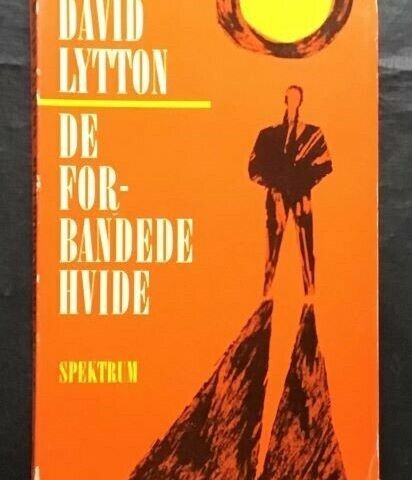 DAVID
LYTTON
DE
FOR-
BANDEDE
HVIDE
SPEKTRUM